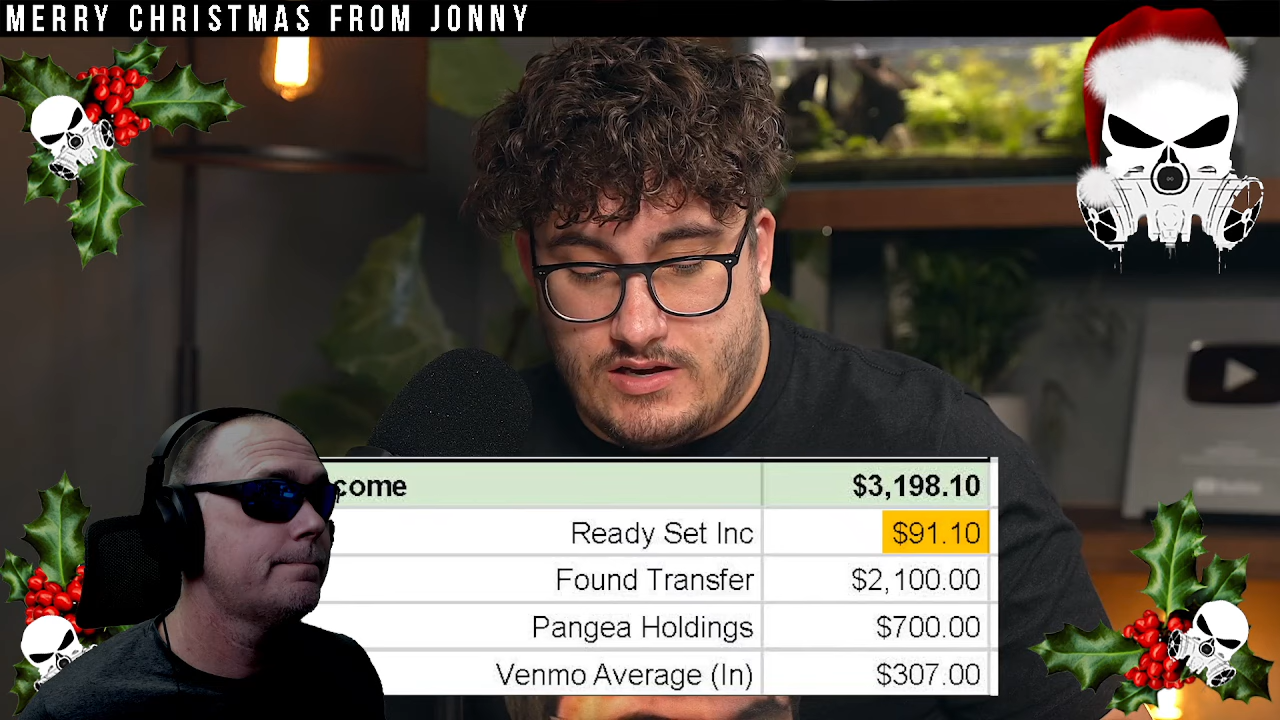 MERRY CHRISTMAS FROM JONNY
come $3,198.10
Ready Set Inc $91.10
Found Transfer $2,100.00
Pangea Holdings $700.00
Venmo Average (In) $307.00